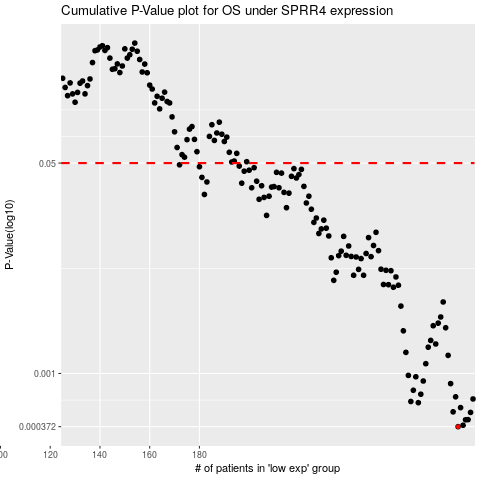 Cumulative P-Value plot for OS under SPRR4 expression
P-Value(log10)
0.05
0.001
0.000372
00
120
140
160
180
# of patients in 'low exp' group